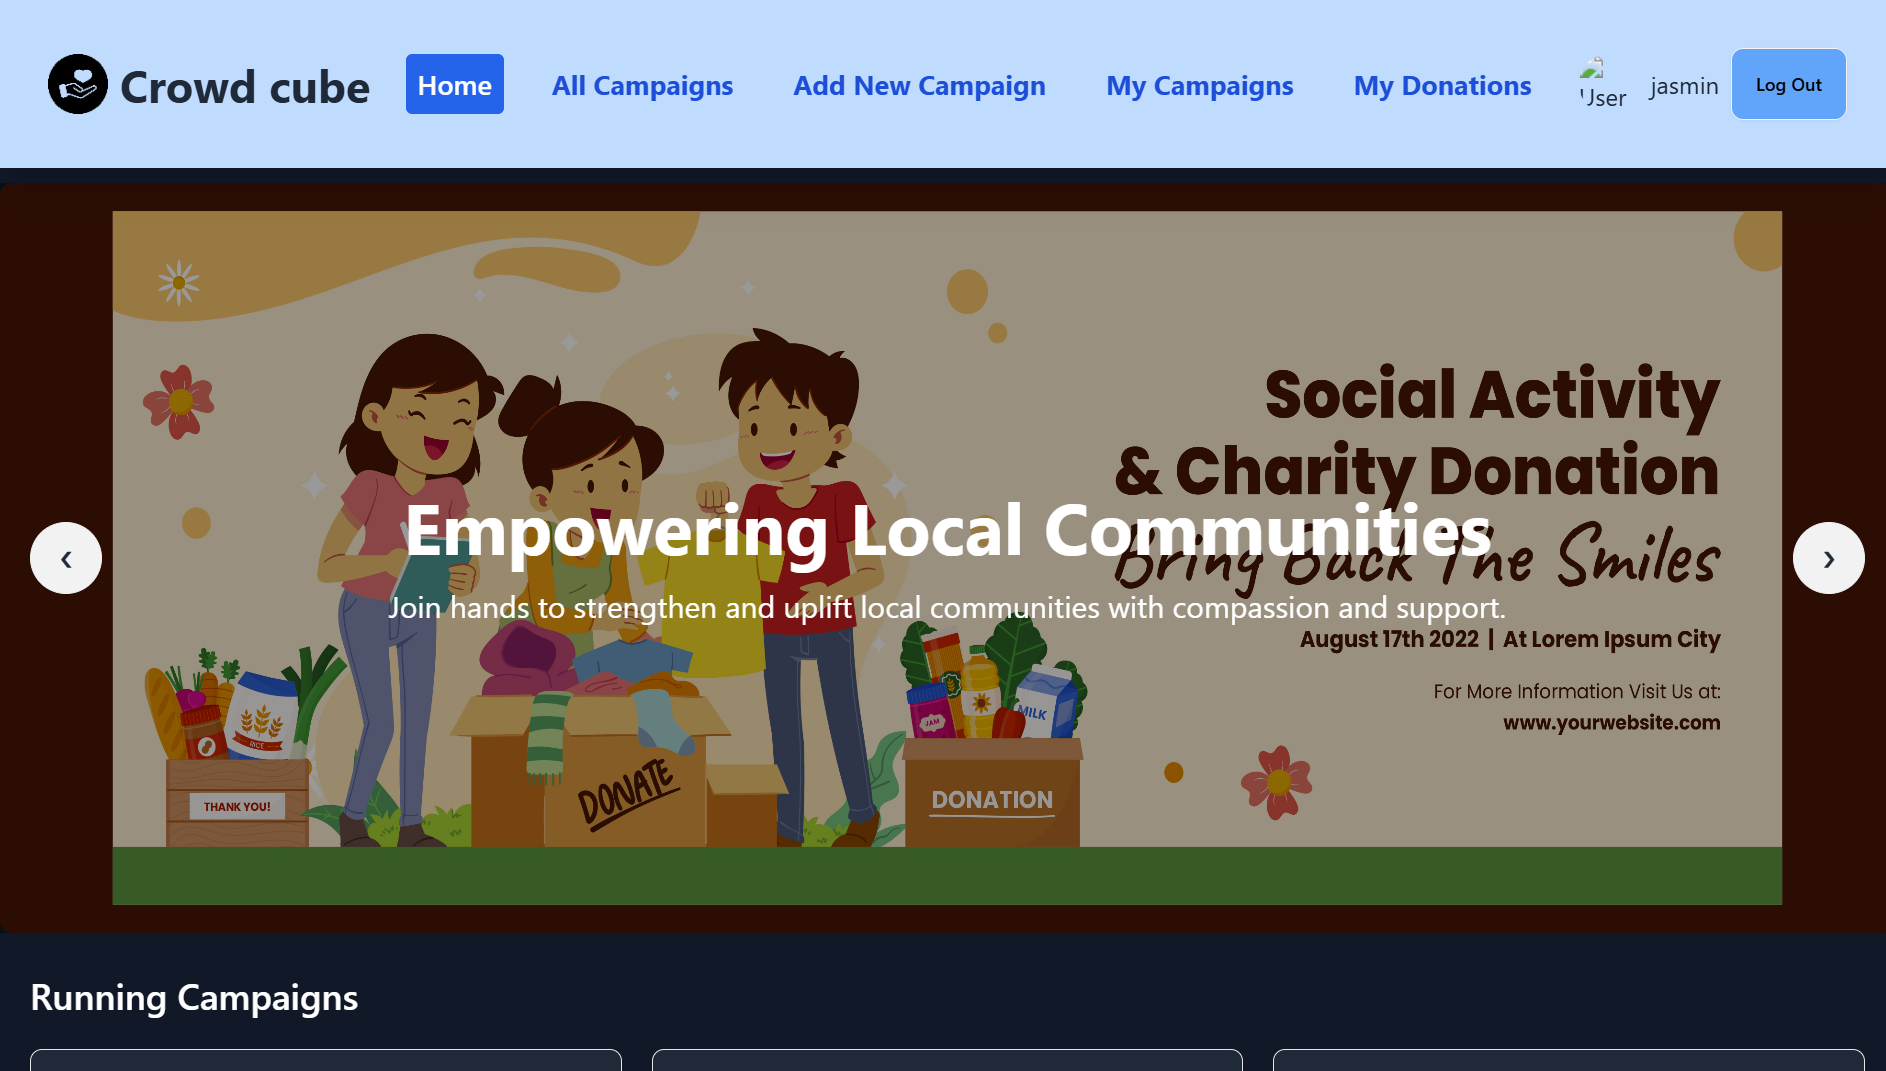 Crowd cube
Home
All Campaigns
Add New Campaign
My Campaigns
My Donations
User
jasmin
Log Out
Social Activity
& Charity Donation
Bring Back The Smiles
Empowering Local Communities
Join hands to strengthen and uplift local communities with compassion and support.
August 17th 2022 | At Lorem Ipsum City
For More Information Visit Us at:
www.yourwebsite.com
RICE
JAM
MILK
THANK YOU!
DONATE
DONATION
‹
›
Running Campaigns